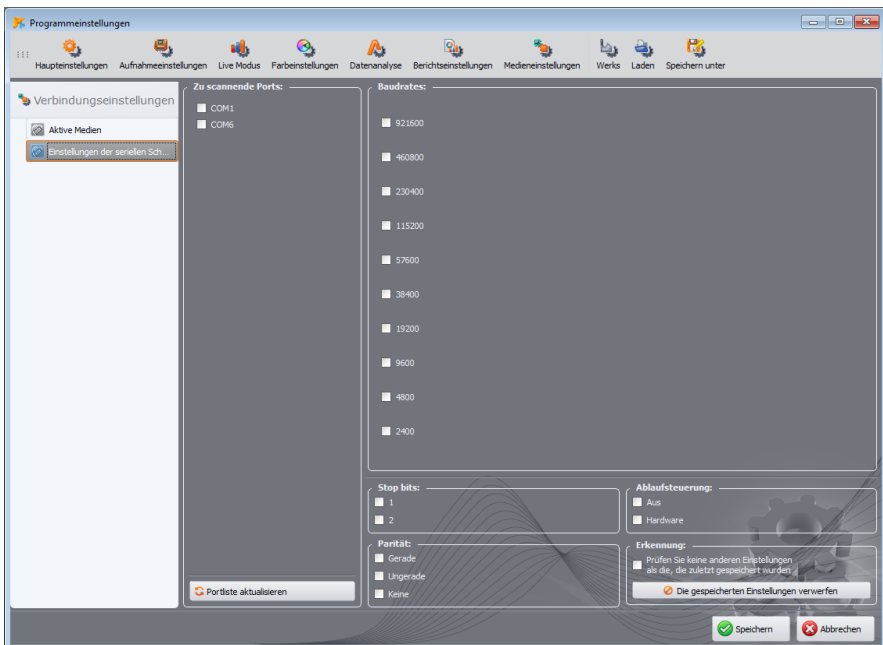 Programmeinstellungen
Haupteinstellungen Aufnahmeeinstellungen Live Modus Farbeinstellungen Datenanalyse Berichtseinstellungen Medieneinstellungen Werks Laden Speichern unter
Verbindungseinstellungen
Aktive Medien
Einstellungen der seriellen Sch...
Zu scannende Ports:
COM1
COM6
Portliste aktualisieren
Baudrates:
921600
460800
230400
115200
57600
38400
19200
9600
4800
2400
Stop bits:
1
2
Parität:
Gerade
Ungerade
Keine
Ablaufsteuerung:
Aus
Hardware
Erkennung:
Prüfen Sie keine anderen Einstellungen
als die, die zuletzt gespeichert wurden
Die gespeicherten Einstellungen verwerfen
Speichern
Abbrechen